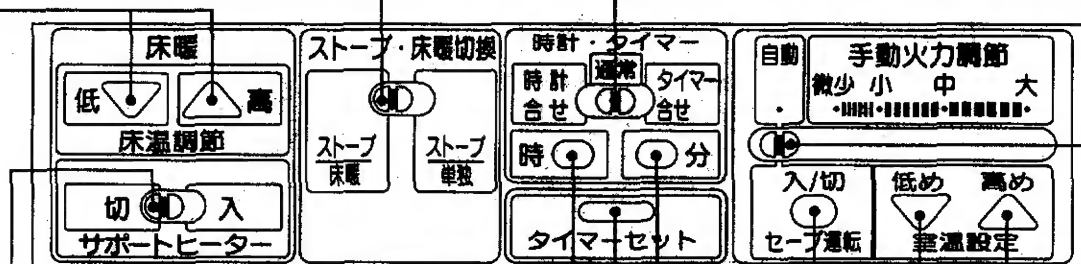 床暖
低 高
床温調節
切 入
サポートヒーター
ストーブ・床暖切換
ストーブ
床暖
ストーブ
単独
時計・タイマー
時計
合せ
通常
タイマー
合せ
時 分
タイマーセット
自動
手動火力調節
微少 小 中 大
入/切
セーブ運転
低め 高め
室温設定